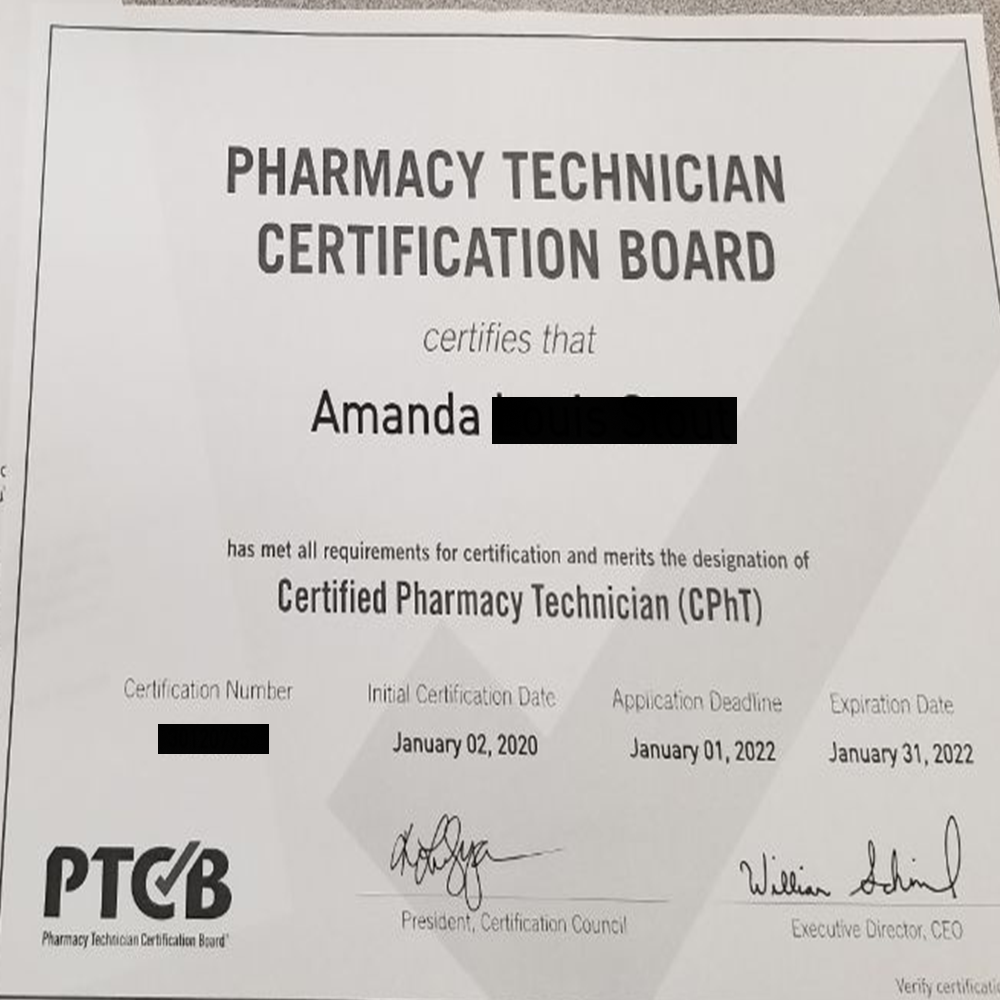 PHARMACY TECHNICIAN
CERTIFICATION BOARD
certifies that
Amanda
has met all requirements for certification and merits the designation of
Certified Pharmacy Technician (CPhT)
Certification Number
Initial Certification Date
January 02, 2020
Application Deadline
January 01, 2022
Expiration Date
January 31, 2022
PTCB
Pharmacy Technician Certification Board
President, Certification Council
William
Executive Director, CEO
Verify